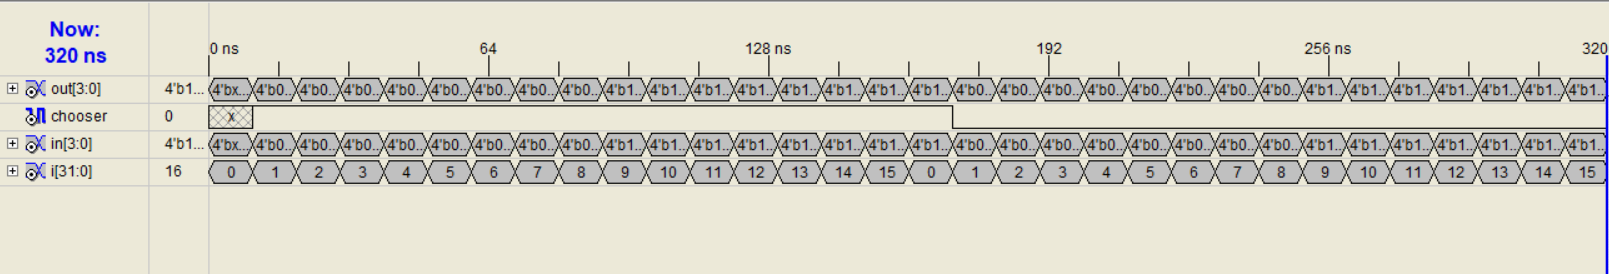 Now:
320 ns
0 ns 64 128 ns 192 256 ns 320
out[3:0] 4'b1... 4'bx... 4'b0.. 4'b0.. 4'b0.. 4'b0.. 4'b0.. 4'b0.. 4'b0.. 4'b0.. 4'b1.. 4'b1.. 4'b1.. 4'b1.. 4'b1.. 4'b1.. 4'b1.. 4'b1.. 4'b0.. 4'b0.. 4'b0.. 4'b0.. 4'b0.. 4'b0.. 4'b0.. 4'b0.. 4'b1.. 4'b1.. 4'b1.. 4'b1.. 4'b1.. 4'b1.. 4'b1..
chooser 0 x
in[3:0] 4'b1... 4'bx... 4'b0.. 4'b0.. 4'b0.. 4'b0.. 4'b0.. 4'b0.. 4'b0.. 4'b0.. 4'b1.. 4'b1.. 4'b1.. 4'b1.. 4'b1.. 4'b1.. 4'b1.. 4'b1.. 4'b0.. 4'b0.. 4'b0.. 4'b0.. 4'b0.. 4'b0.. 4'b0.. 4'b0.. 4'b1.. 4'b1.. 4'b1.. 4'b1.. 4'b1.. 4'b1.. 4'b1..
i[31:0] 16 0 1 2 3 4 5 6 7 8 9 10 11 12 13 14 15 0 1 2 3 4 5 6 7 8 9 10 11 12 13 14 15